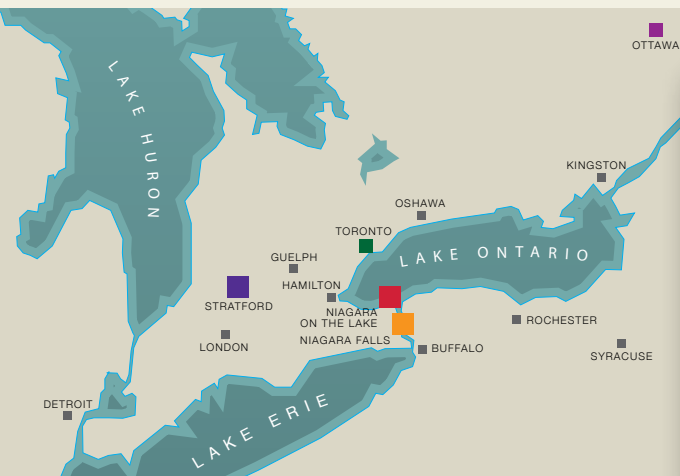 OTTAWA
LAKE HURON
KINGSTON
OSHAWA
TORONTO
LAKE ONTARIO
GUELPH
HAMILTON
STRATFORD
NIAGARA
ON THE LAKE
ROCHESTER
NIAGARA FALLS
LONDON
BUFFALO
SYRACUSE
DETROIT
LAKE ERIE